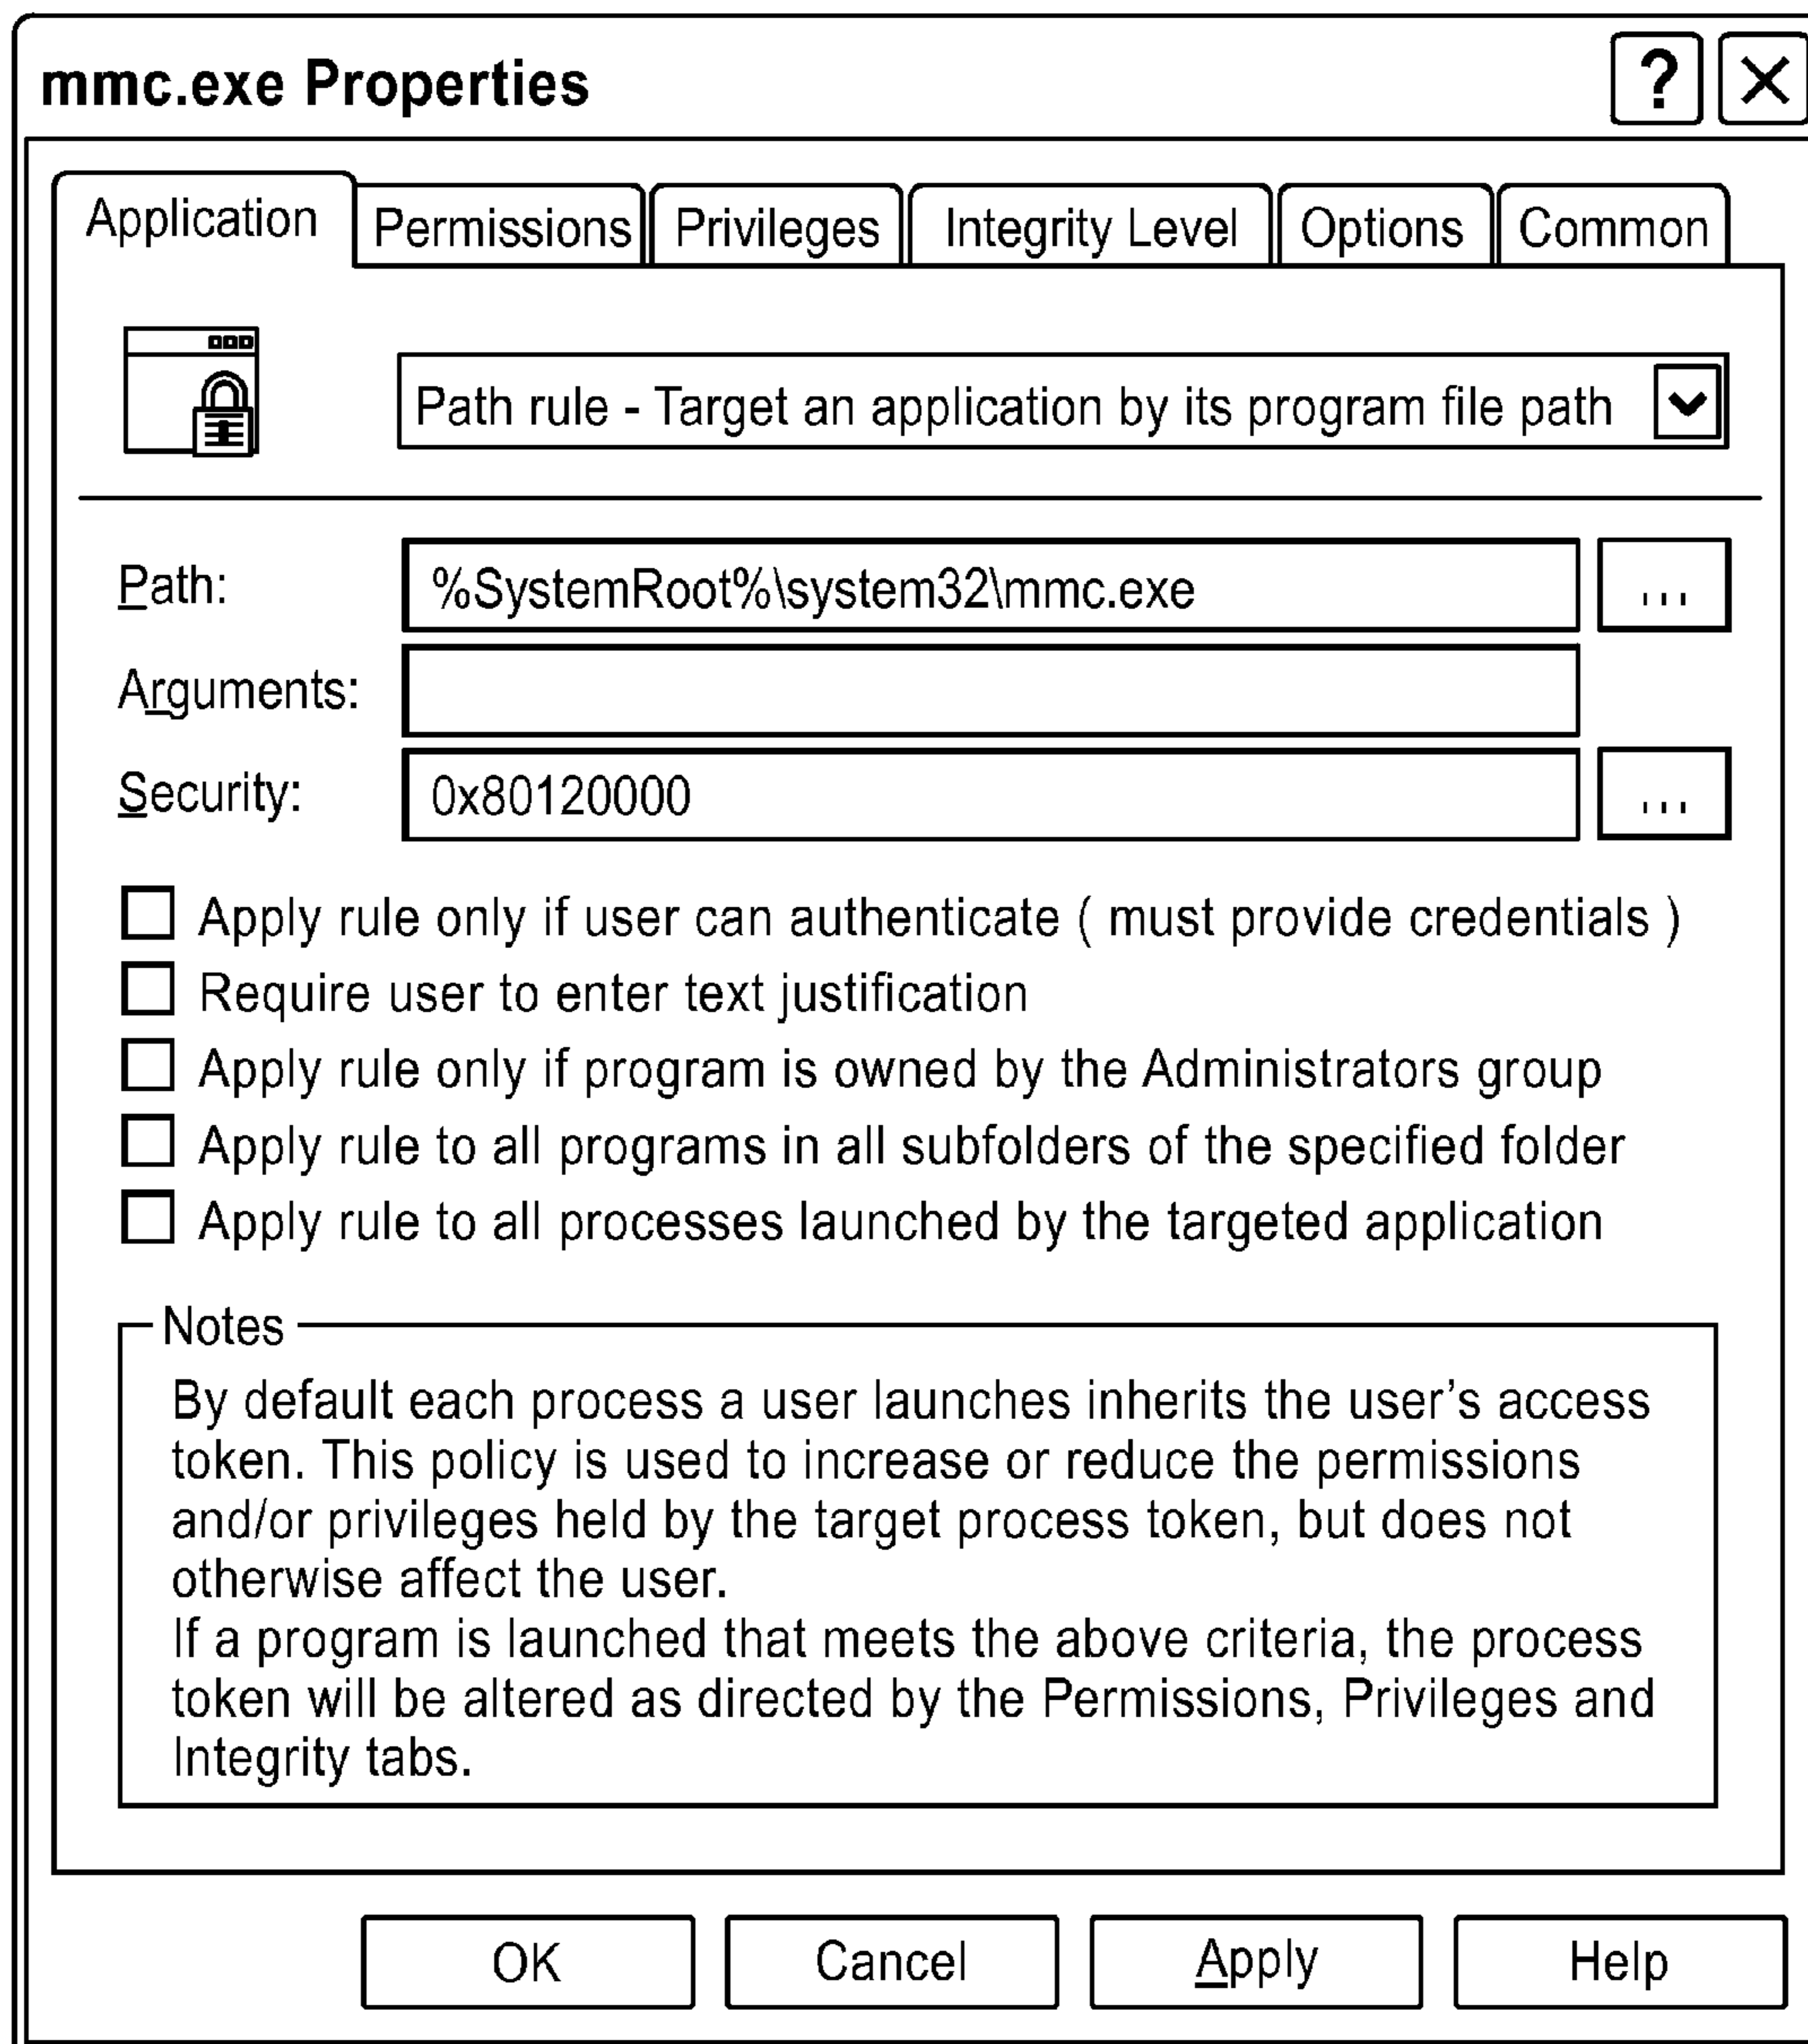 mmc.exe Properties ? X
Application Permissions Privileges Integrity Level Options Common
Path rule - Target an application by its program file path
Path: %SystemRoot%\system32\mmc.exe ...
Arguments:
Security: 0x80120000 ...
Apply rule only if user can authenticate ( must provide credentials )
Require user to enter text justification
Apply rule only if program is owned by the Administrators group
Apply rule to all programs in all subfolders of the specified folder
Apply rule to all processes launched by the targeted application
Notes
By default each process a user launches inherits the user’s access
token. This policy is used to increase or reduce the permissions
and/or privileges held by the target process token, but does not
otherwise affect the user.
If a program is launched that meets the above criteria, the process
token will be altered as directed by the Permissions, Privileges and
Integrity tabs.
OK Cancel Apply Help